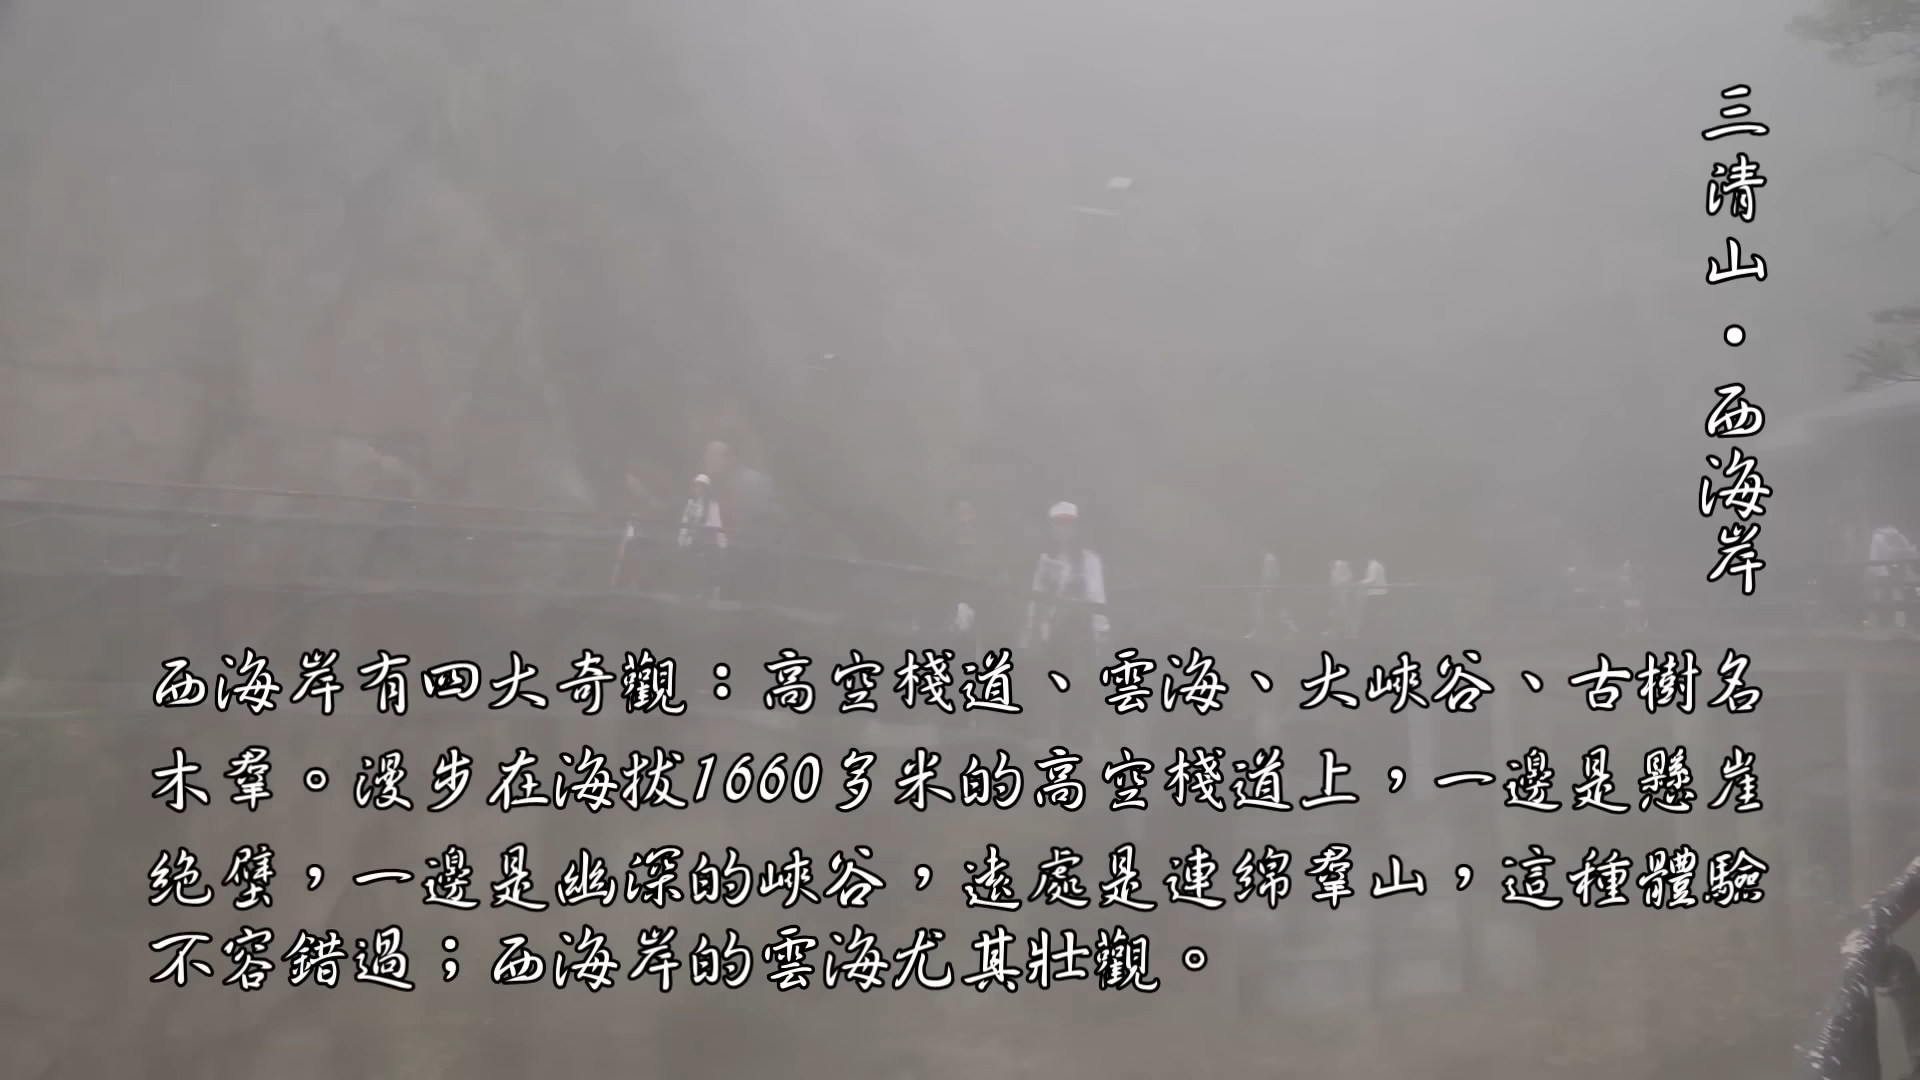 三清山·西海岸
西海岸有四大奇觀：高空棧道、雲海、大峽谷、古樹名
木羣。漫步在海拔1660多米的高空棧道上，一邊是懸崖
绝壁，一邊是幽深的峽谷，遠處是連綿羣山，這種體驗
不容錯過；西海岸的雲海尤其壯觀。